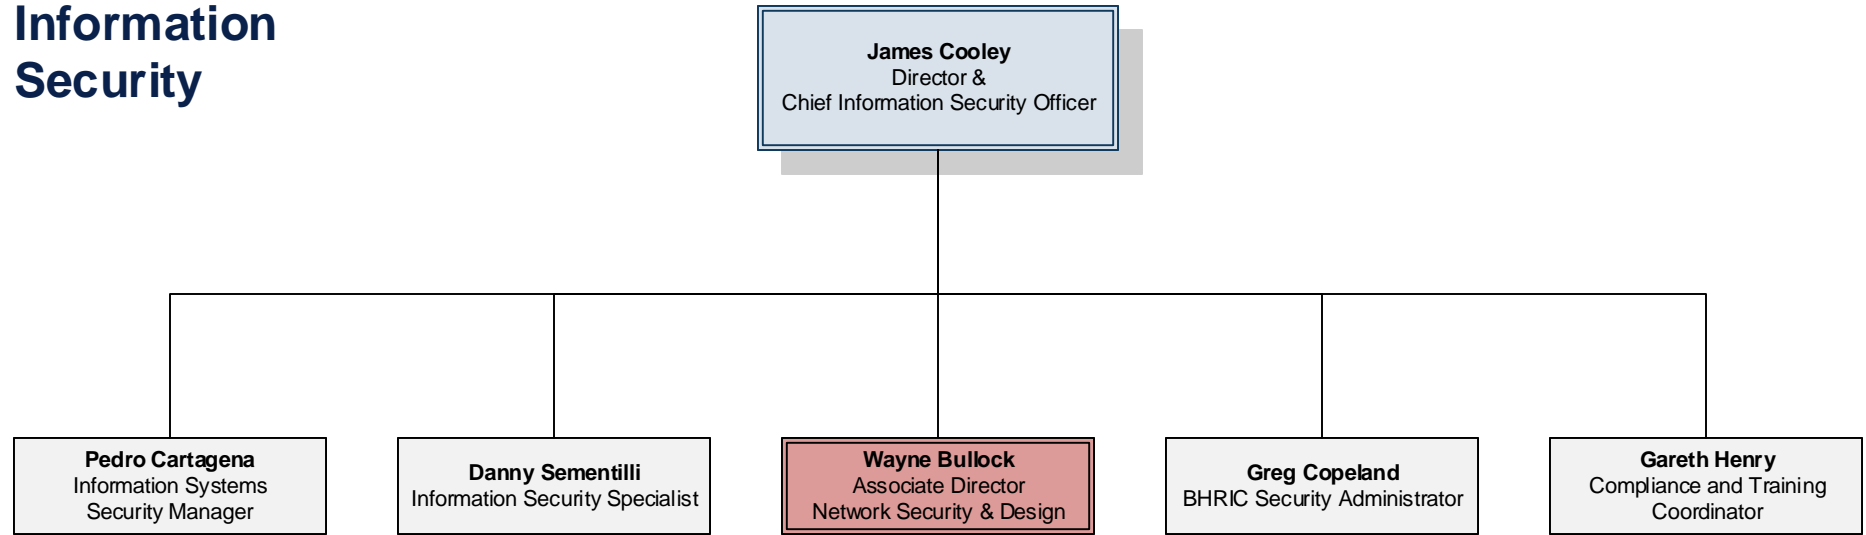 Information
Security
James Cooley
Director &
Chief Information Security Officer
Pedro Cartagena
Information Systems
Security Manager
Danny Sementilli
Information Security Specialist
Wayne Bullock
Associate Director
Network Security & Design
Greg Copeland
BHRIC Security Administrator
Gareth Henry
Compliance and Training
Coordinator